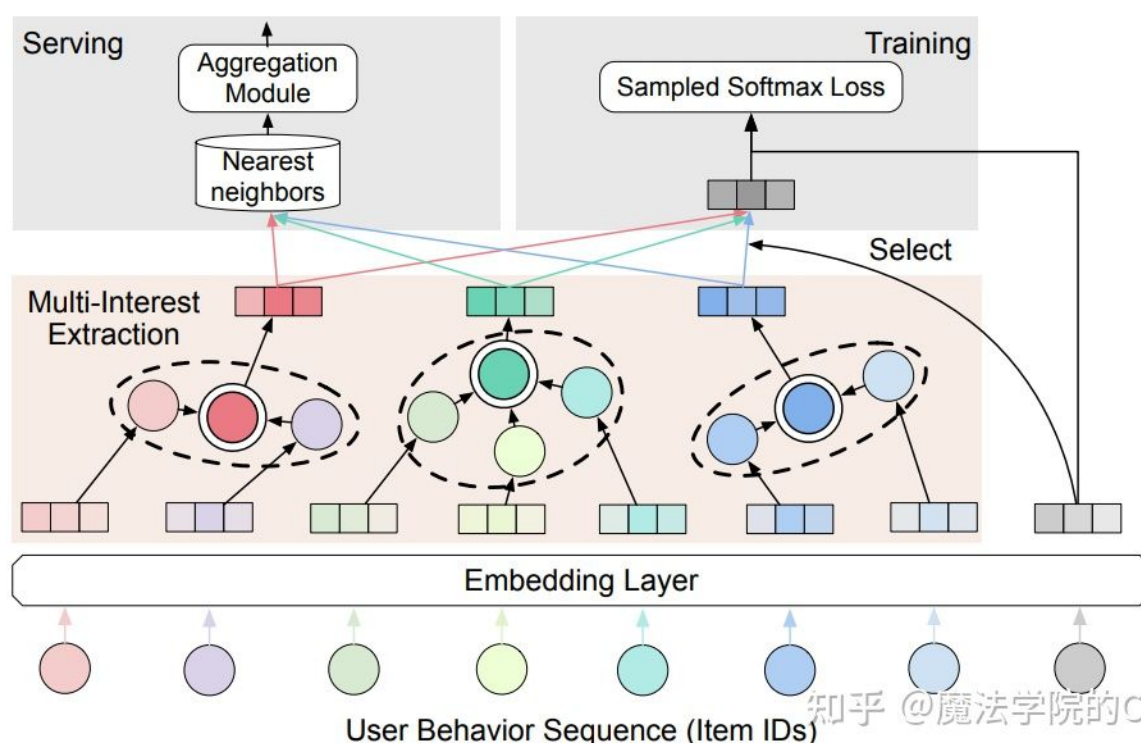 Serving
Training
Aggregation
Module
Sampled Softmax Loss
Nearest
neighbors
Select
Multi-Interest
Extraction
Embedding Layer
User Behavior Sequence (Item IDs)
知乎 @魔法学院的C